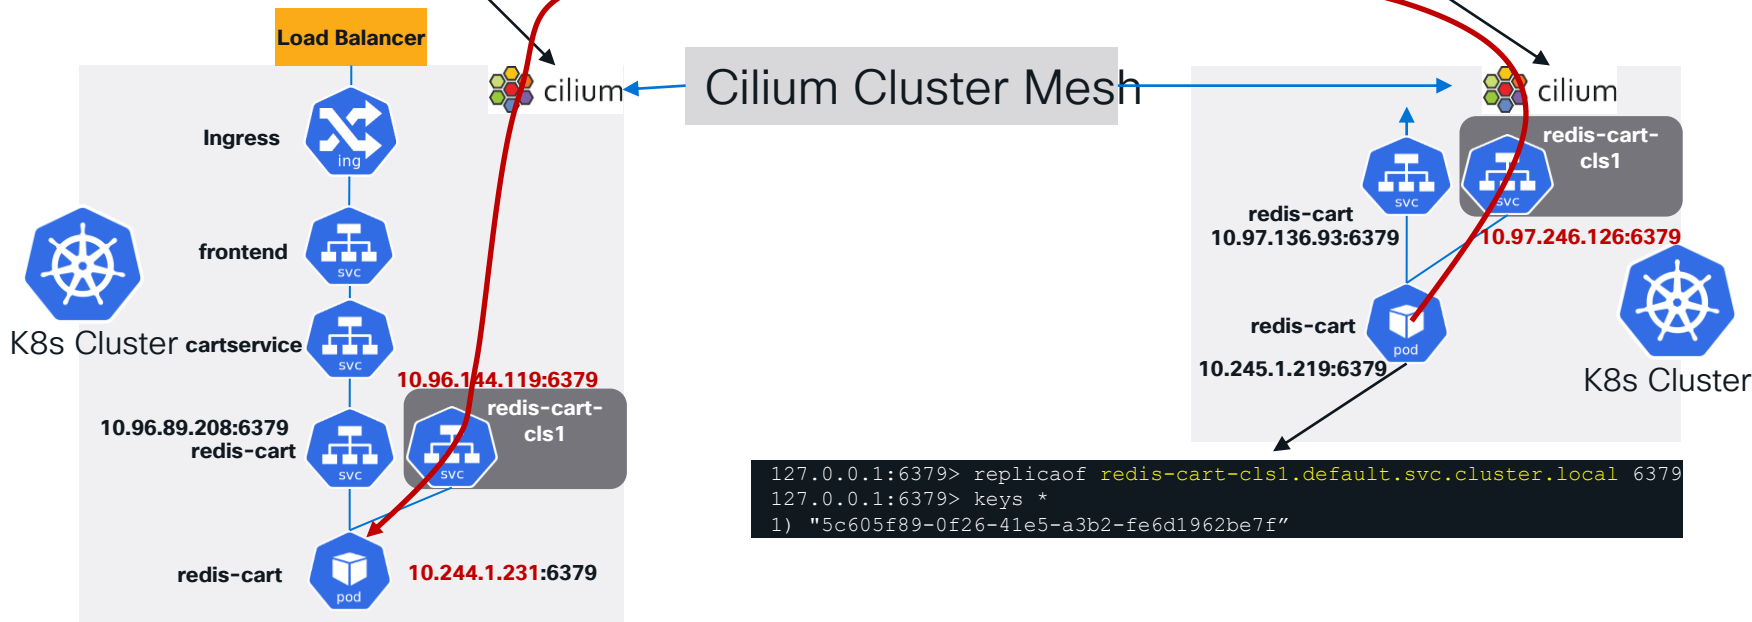 Load Balancer
cilium
Cilium Cluster Mesh
cilium
Ingress
ing
frontend
svc
K8s Cluster
cartservice
svc
10.96.144.119:6379
redis-cart-
cls1
svc
10.96.89.208:6379
redis-cart
svc
redis-cart
pod
10.244.1.231:6379
redis-cart-
cls1
svc
svc
redis-cart
10.97.136.93:6379
10.97.246.126:6379
redis-cart
pod
10.245.1.219:6379
K8s Cluster
127.0.0.1:6379> replicaof redis-cart-cls1.default.svc.cluster.local 6379
127.0.0.1:6379> keys *
1) "5c605f89-0f26-41e5-a3b2-fe6d1962be7f”